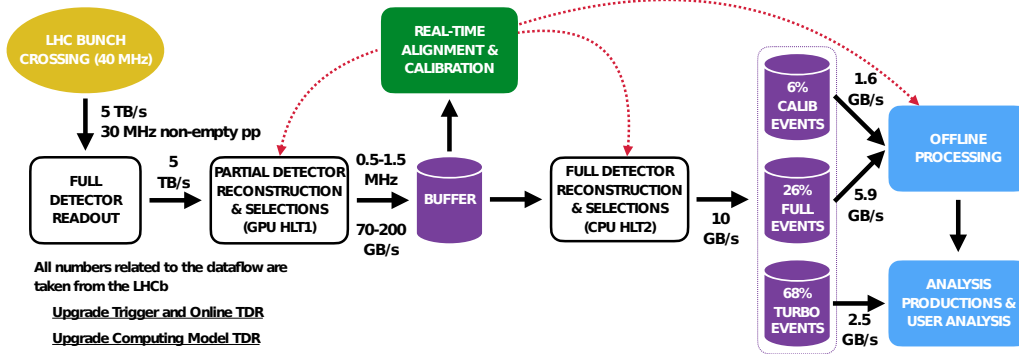 LHC BUNCH
CROSSING (40 MHz)
5 TB/s
30 MHz non-empty pp
FULL
DETECTOR
READOUT
5
TB/s
PARTIAL DETECTOR
RECONSTRUCTION
& SELECTIONS
(GPU HLT1)
0.5-1.5
MHz
70-200
GB/s
REAL-TIME
ALIGNMENT &
CALIBRATION
BUFFER
FULL DETECTOR
RECONSTRUCTION
& SELECTIONS
(CPU HLT2)
10
GB/s
6%
CALIB
EVENTS
26%
FULL
EVENTS
68%
TURBO
EVENTS
1.6
GB/s
5.9
GB/s
2.5
GB/s
OFFLINE
PROCESSING
ANALYSIS
PRODUCTIONS &
USER ANALYSIS
All numbers related to the dataflow are
taken from the LHCb
Upgrade Trigger and Online TDR
Upgrade Computing Model TDR